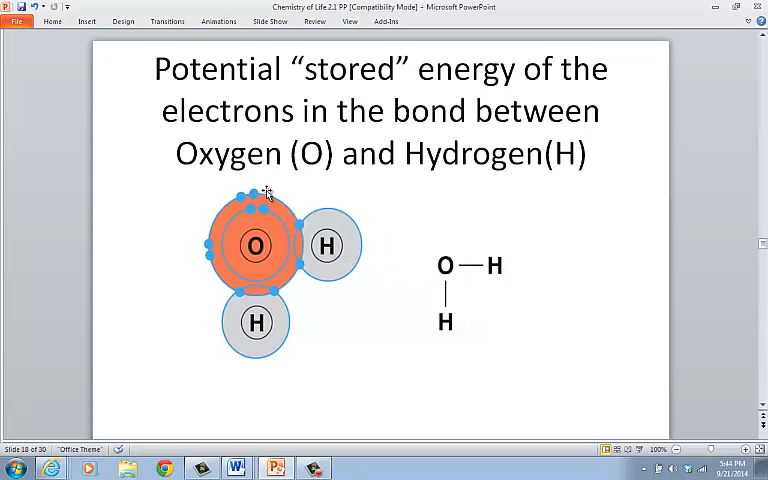 Chemistry of Life 2.1 PP [Compatibility Mode] - Microsoft PowerPoint
File Home Insert Design Transitions Animations Slide Show Review View Add-Ins
Potential “stored” energy of the
electrons in the bond between
Oxygen (O) and Hydrogen(H)
O H
O H
H
H
Slide 18 of 30 "Office Theme" 100%
5:44 PM
9/21/2014